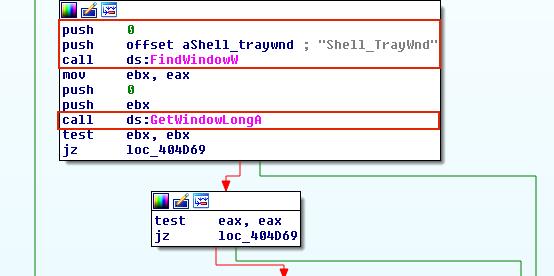 push 0
push offset aShell_traywnd ; "Shell_TrayWnd"
call ds:FindWindowW
mov ebx, eax
push 0
push ebx
call ds:GetWindowLongA
test ebx, ebx
jz loc_404D69
test eax, eax
jz loc_404D69